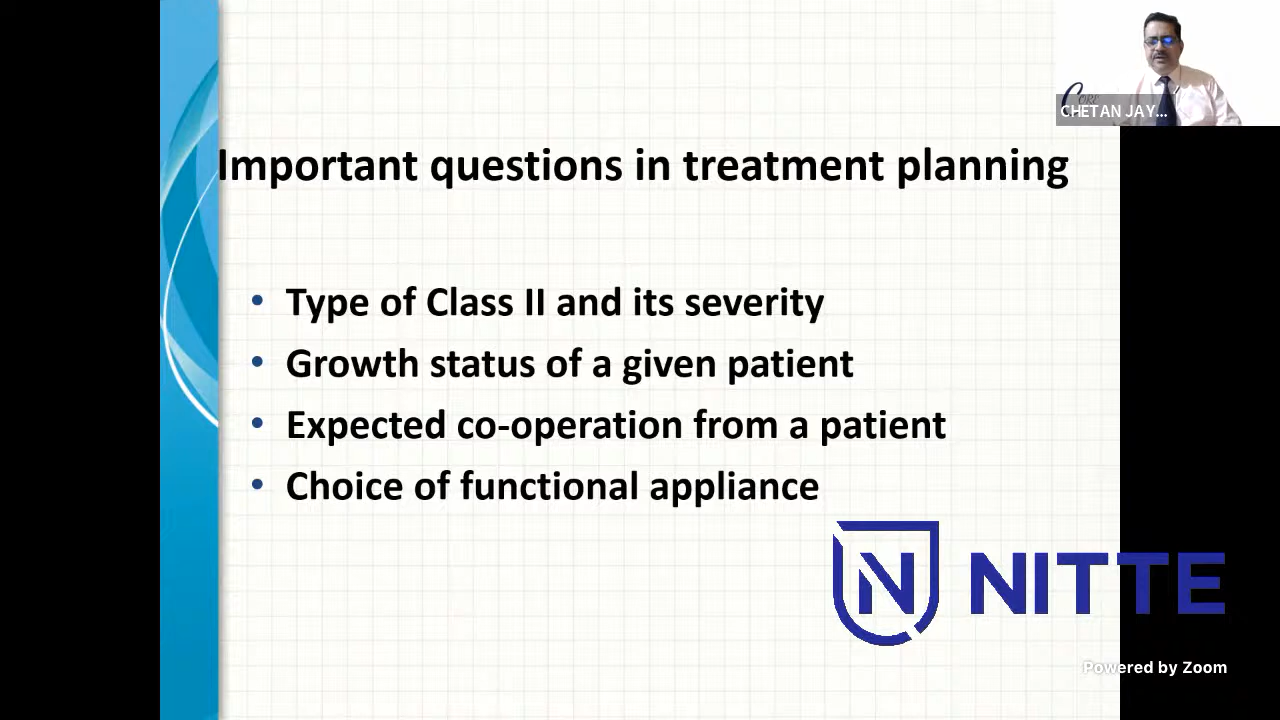 CORE
CHETAN JAY...
Important questions in treatment planning
• Type of Class II and its severity
• Growth status of a given patient
• Expected co-operation from a patient
• Choice of functional appliance
N NITTE
Powered by Zoom